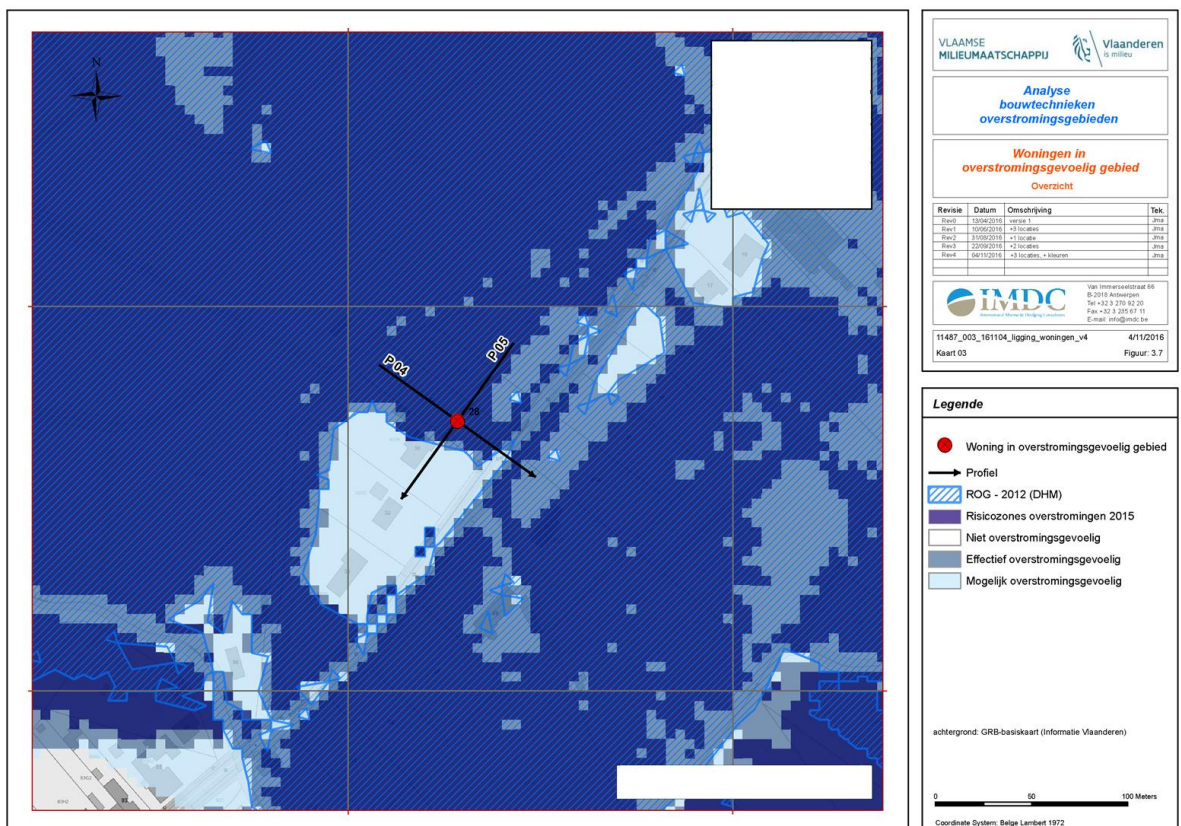 N
P 04
P 05
28
VLAAMSE
MILIEUMAATSCHAPPIJ
Vlaanderen
is milieu
Analyse
bouwtechnieken
overstromingsgebieden
Woningen in
overstromingsgevoelig gebied
Overzicht
Revisie Datum Omschrijving Tek.
Rev0 13/04/2016 versie 1 Jma
Rev1 10/06/2016 +3 locaties Jma
Rev2 31/08/2016 +1 locatie Jma
Rev3 22/09/2016 +2 locaties Jma
Rev4 04/11/2016 +3 locaties, + kleuren Jma
IMDC
International Marine & Dredging Consultants
Van Immerseelstraat 66
B-2018 Antwerpen
Tel +32 3 270 92 20
Fax +32 3 235 67 11
E-mail: info@imdc.be
11487_003_161104_ligging_woningen_v4 4/11/2016
Kaart 03 Figuur: 3.7
Legende
Woning in overstromingsgevoelig gebied
Profiel
ROG - 2012 (DHM)
Risicozones overstromingen 2015
Niet overstromingsgevoelig
Effectief overstromingsgevoelig
Mogelijk overstromingsgevoelig
achtergrond: GRB-basiskaart (Informatie Vlaanderen)
0 50 100 Meters
Coordinate System: Belge Lambert 1972